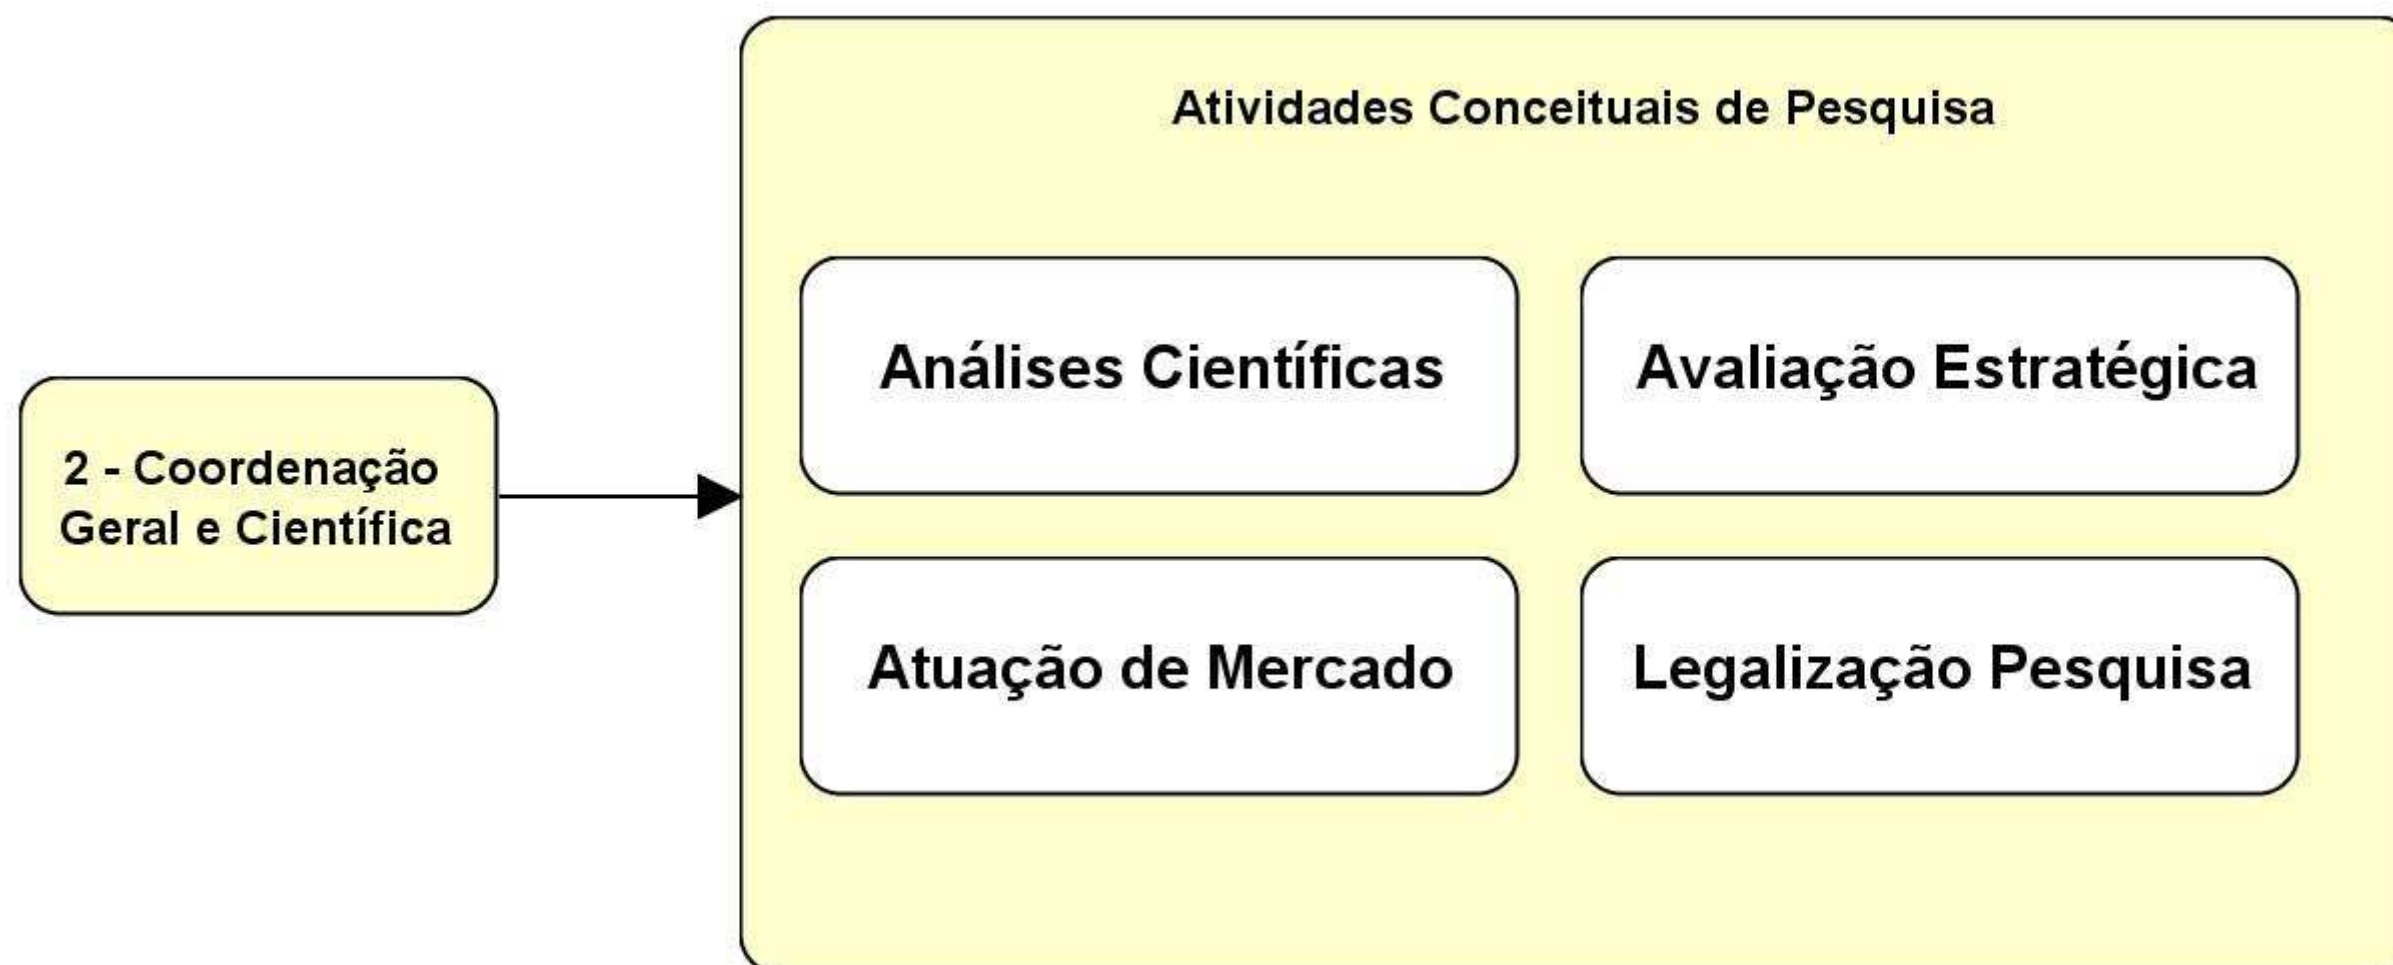 Atividades Conceituais de Pesquisa
Análises Científicas
Avaliação Estratégica
2 - Coordenação
Geral e Científica
Atuação de Mercado
Legalização Pesquisa